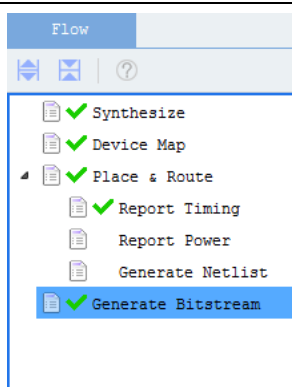 Flow
Synthesize
Device Map
Place & Route
Report Timing
Report Power
Generate Netlist
Generate Bitstream